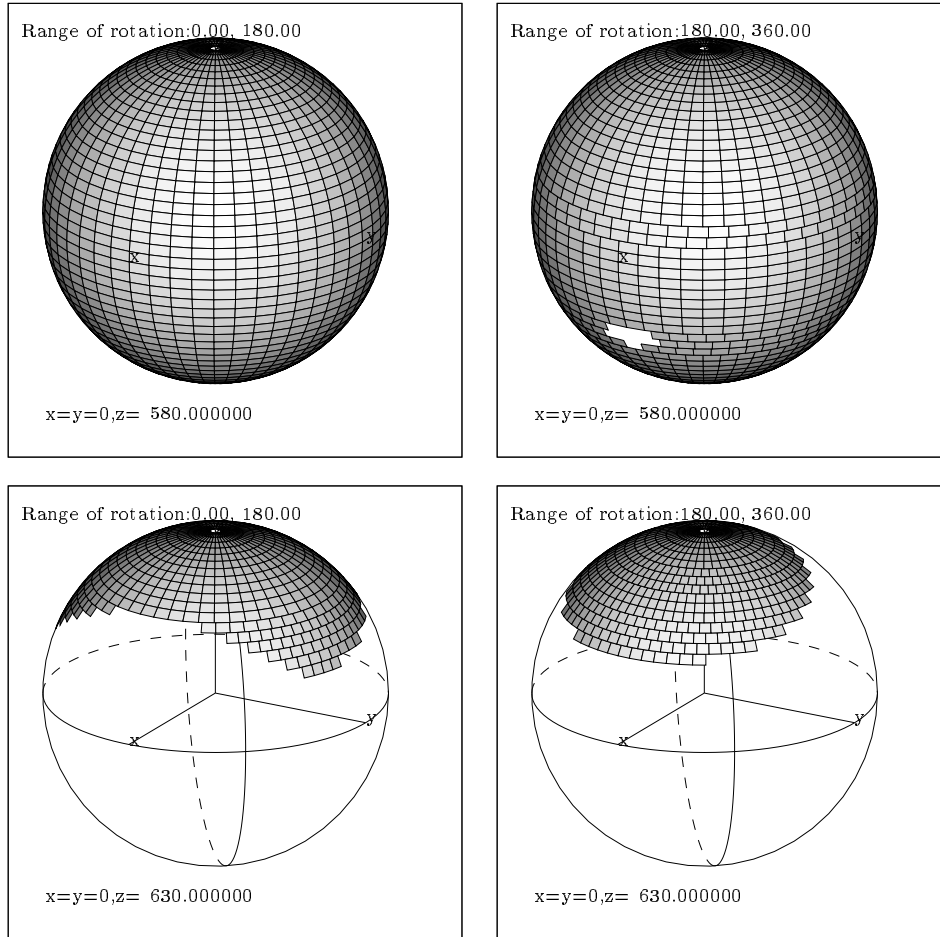 Range of rotation:0.00, 180.00
y
x
x=y=0,z= 580.000000
Range of rotation:180.00, 360.00
y
x
x=y=0,z= 580.000000
Range of rotation:0.00, 180.00
y
x
x=y=0,z= 630.000000
Range of rotation:180.00, 360.00
y
x
x=y=0,z= 630.000000